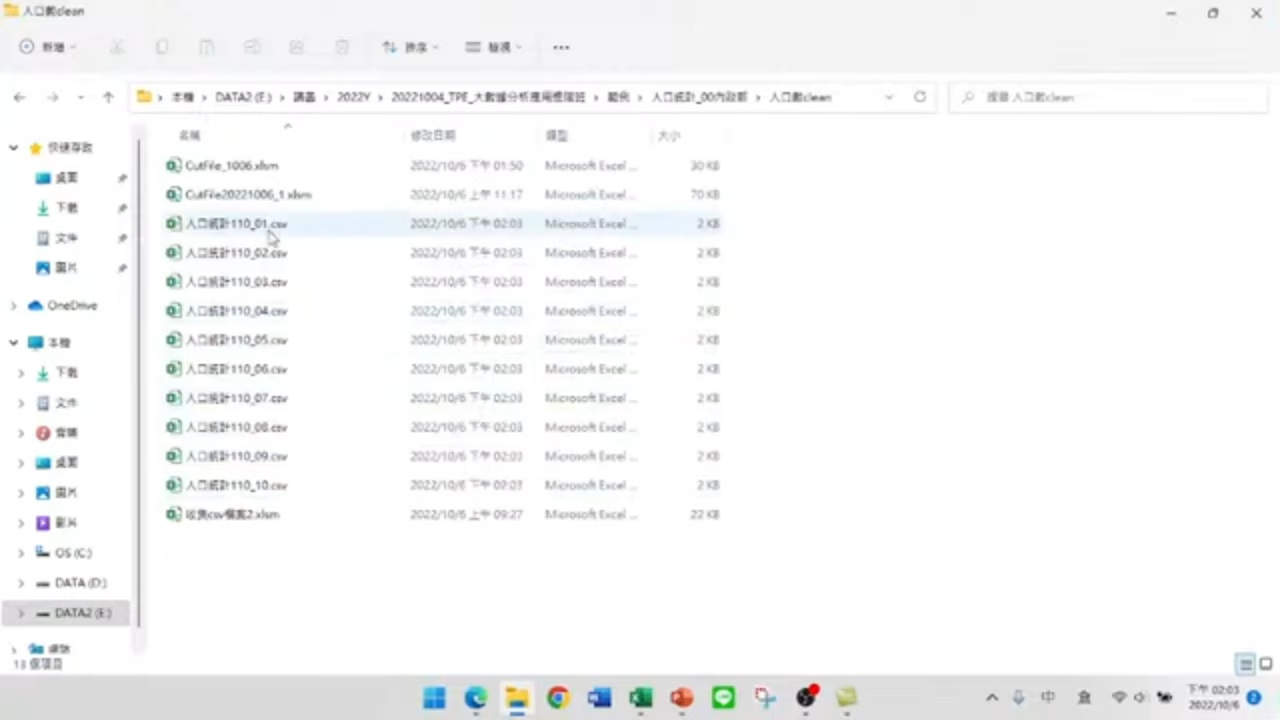 人口數clean
新增
排序
檢視
本機 > DATA2 (E:) > 講義 > 2022Y > 20221004_TPE_大數據分析應用基礎班 > 範例 > 人口統計_00內政部 > 人口數clean
搜尋 人口數clean
名稱 修改日期 類型 大小
CutFile_1006.xlsm 2022/10/6 下午 01:50 Microsoft Excel ... 30 KB
CutFile20221006_1.xlsm 2022/10/6 上午 11:17 Microsoft Excel ... 70 KB
人口統計110_01.csv 2022/10/6 下午 02:03 Microsoft Excel ... 2 KB
人口統計110_02.csv 2022/10/6 下午 02:03 Microsoft Excel ... 2 KB
人口統計110_03.csv 2022/10/6 下午 02:03 Microsoft Excel ... 2 KB
人口統計110_04.csv 2022/10/6 下午 02:03 Microsoft Excel ... 2 KB
人口統計110_05.csv 2022/10/6 下午 02:03 Microsoft Excel ... 2 KB
人口統計110_06.csv 2022/10/6 下午 02:03 Microsoft Excel ... 2 KB
人口統計110_07.csv 2022/10/6 下午 02:03 Microsoft Excel ... 2 KB
人口統計110_08.csv 2022/10/6 下午 02:03 Microsoft Excel ... 2 KB
人口統計110_09.csv 2022/10/6 下午 02:03 Microsoft Excel ... 2 KB
人口統計110_10.csv 2022/10/6 下午 02:03 Microsoft Excel ... 2 KB
收集csv檔案2.xlsm 2022/10/6 上午 09:27 Microsoft Excel ... 22 KB
快速存取
桌面
下載
文件
圖片
OneDrive
本機
下載
文件
音樂
桌面
圖片
影片
OS (C:)
DATA (D:)
DATA2 (E:)
網路
13 個項目
中
下午 02:03
2022/10/6
2